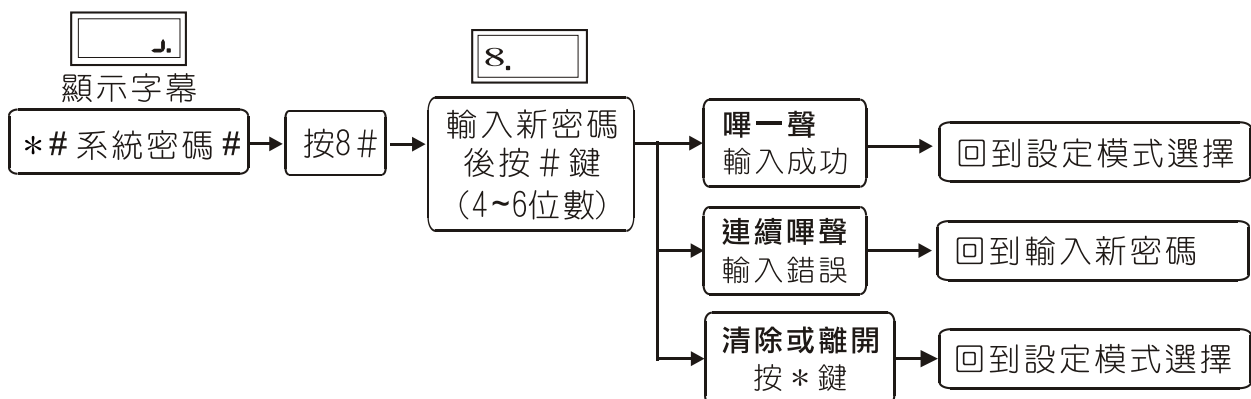 顯示字幕
8.
*# 系統密碼 #
按8 #
輸入新密碼
後按 # 鍵
(4~6位數)
嗶一聲
輸入成功
回到設定模式選擇
連續嗶聲
輸入錯誤
回到輸入新密碼
清除或離開
按 * 鍵
回到設定模式選擇